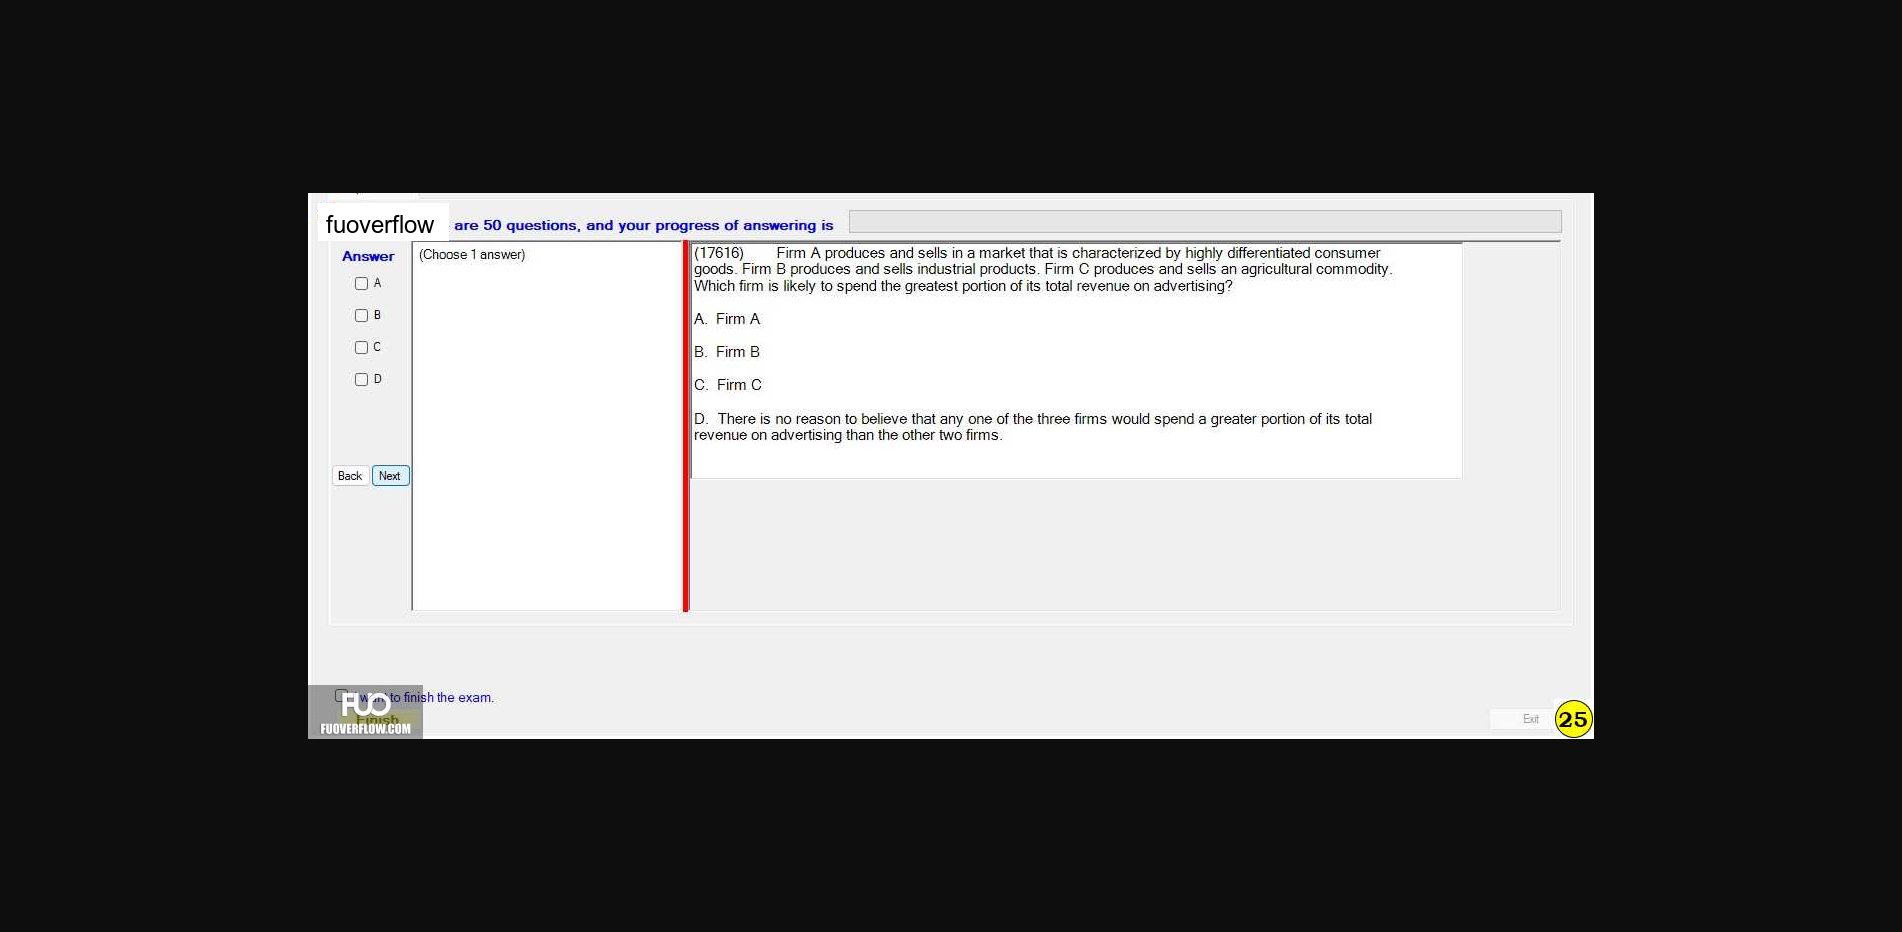 fuoverflow are 50 questions, and your progress of answering is
Answer
(Choose 1 answer)
A
B
C
D
Back Next
(17616) Firm A produces and sells in a market that is characterized by highly differentiated consumer
goods. Firm B produces and sells industrial products. Firm C produces and sells an agricultural commodity.
Which firm is likely to spend the greatest portion of its total revenue on advertising?
A. Firm A
B. Firm B
C. Firm C
D. There is no reason to believe that any one of the three firms would spend a greater portion of its total
revenue on advertising than the other two firms.
want to finish the exam.
FUO
Finish
FUOVERFLOW.COM
Exit 25